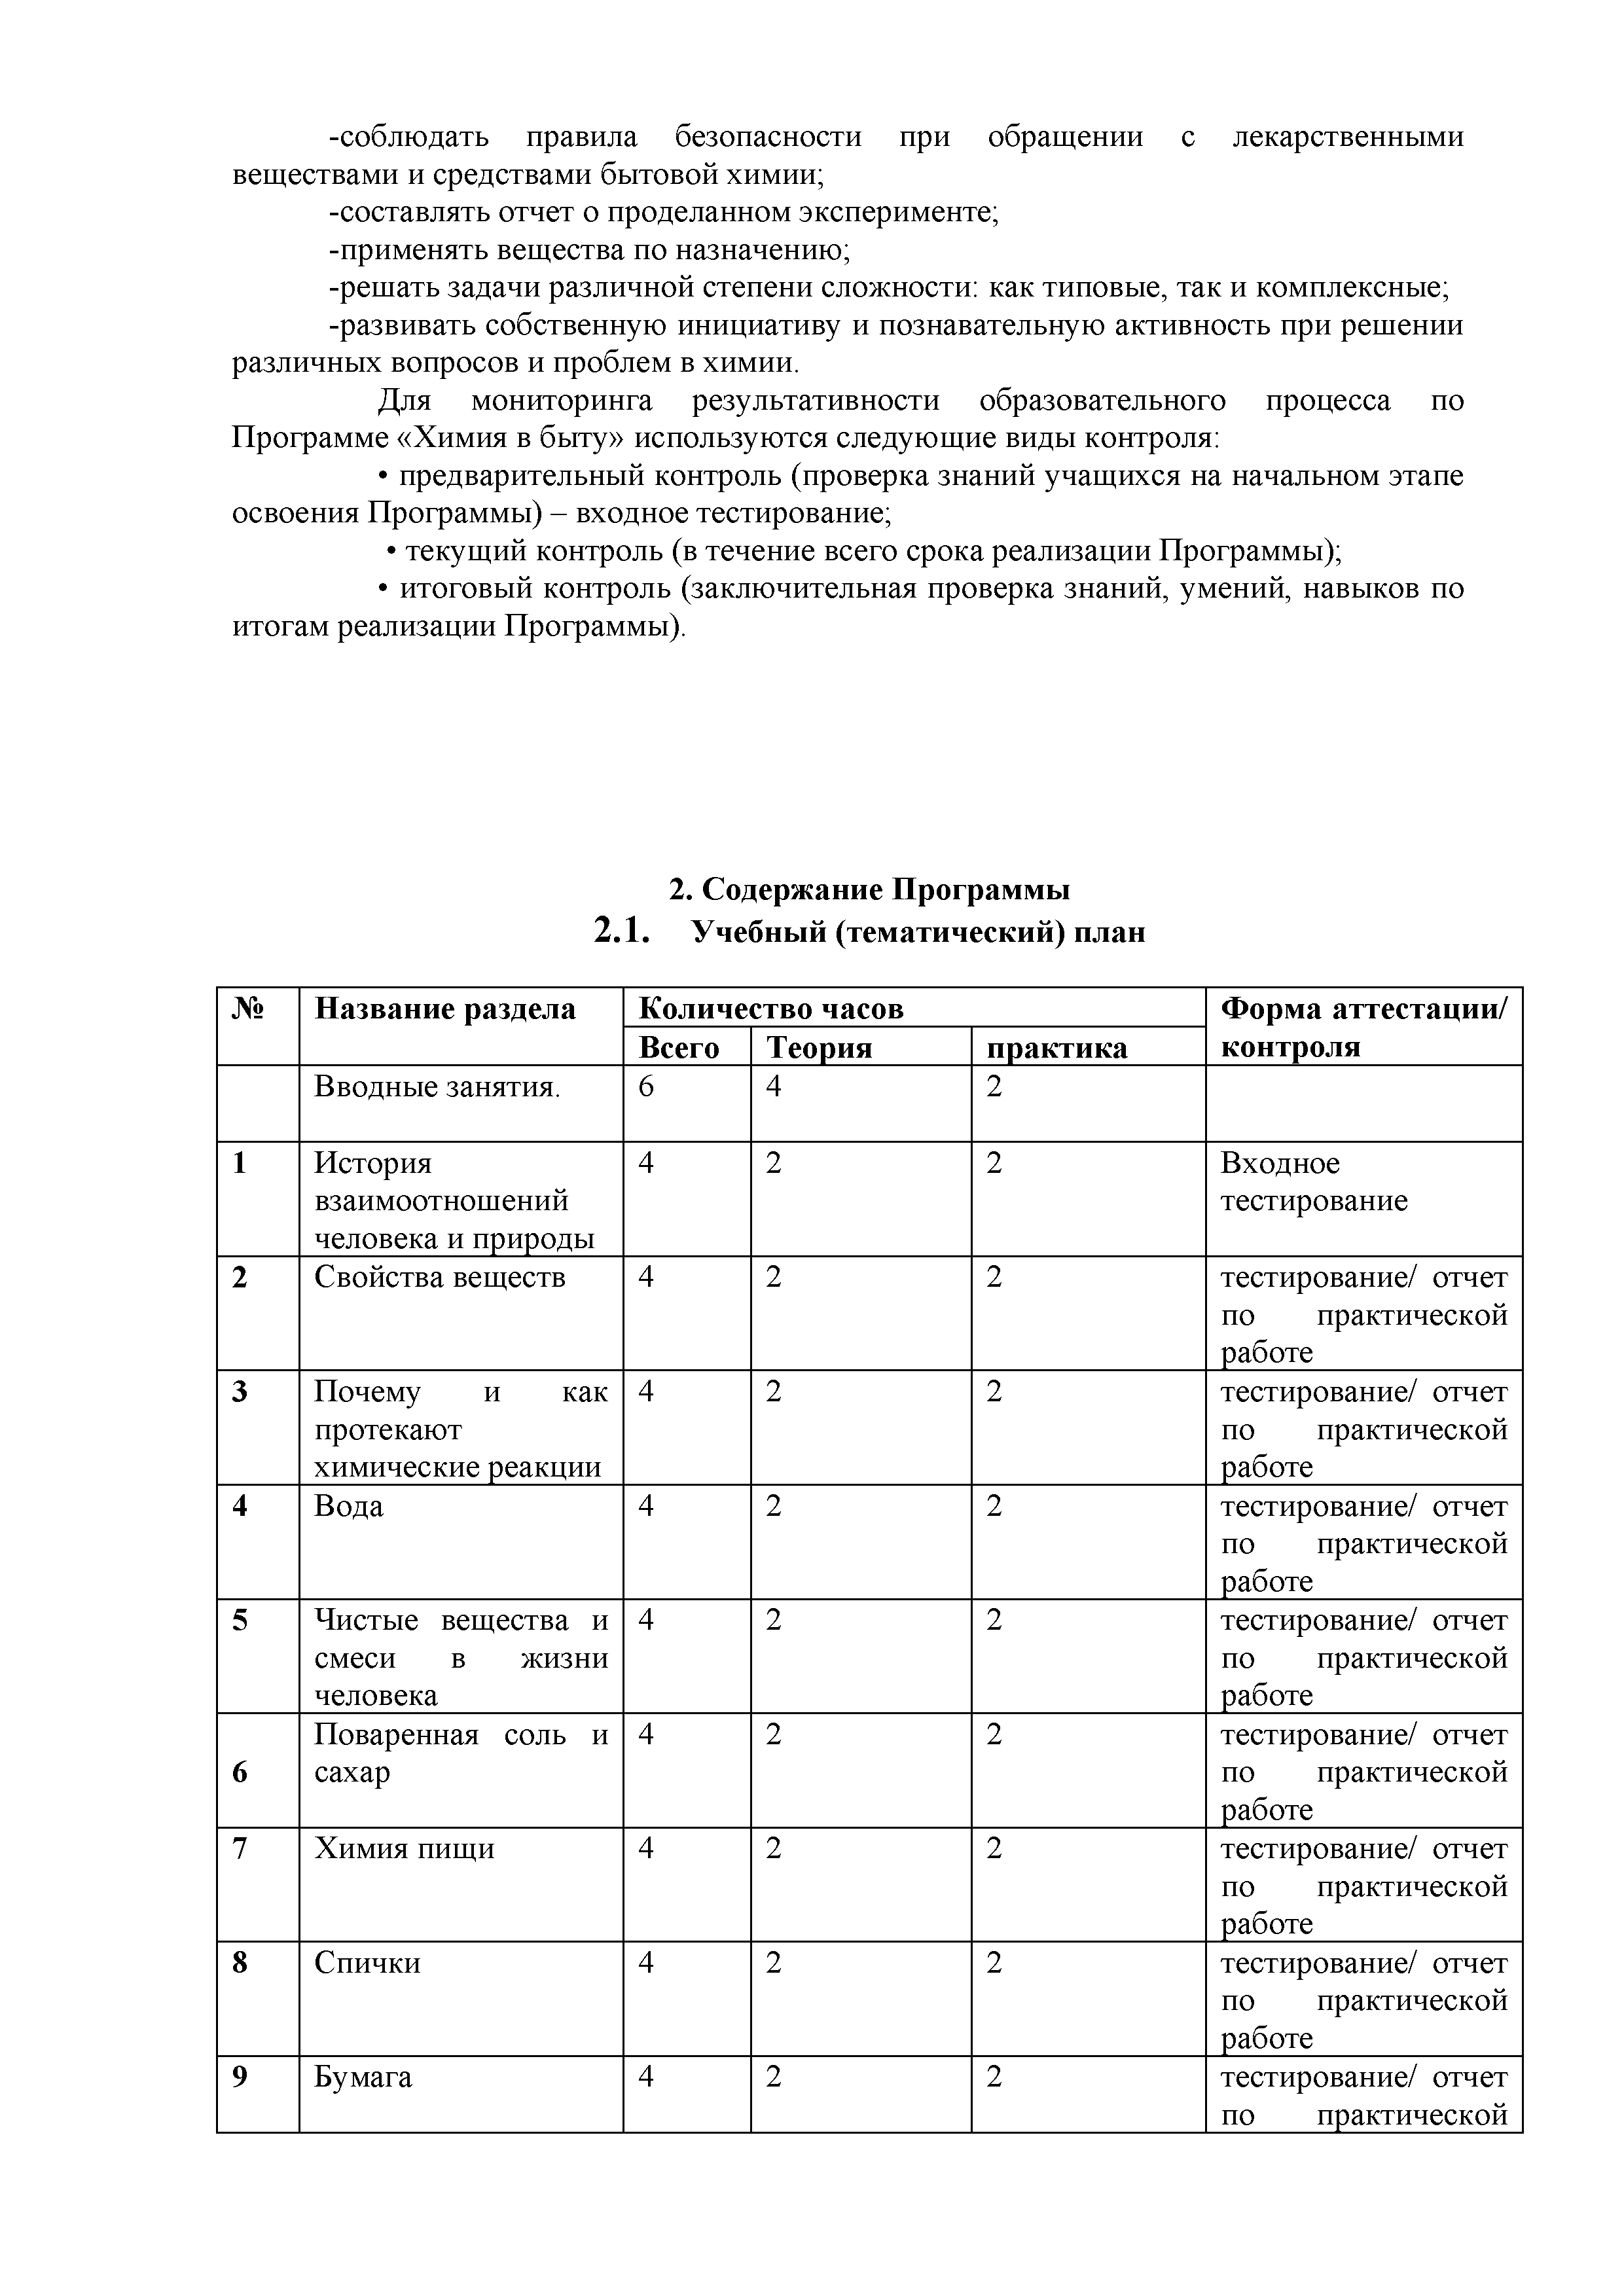 -соблюдать правила безопасности при обращении с лекарственными
веществами и средствами бытовой химии;
-составлять отчет о проделанном эксперименте;
-применять вещества по назначению;
-решать задачи различной степени сложности: как типовые, так и комплексные;
-развивать собственную инициативу и познавательную активность при решении
различных вопросов и проблем в химии.
Для мониторинга результативности образовательного процесса по
Программе «Химия в быту» используются следующие виды контроля:
• предварительный контроль (проверка знаний учащихся на начальном этапе
освоения Программы) – входное тестирование;
• текущий контроль (в течение всего срока реализации Программы);
• итоговый контроль (заключительная проверка знаний, умений, навыков по
итогам реализации Программы).
2. Содержание Программы
2.1. Учебный (тематический) план
№ Название раздела Количество часов Форма аттестации/
Всего Теория практика контроля
Вводные занятия. 6 4 2
1 История 4 2 2 Входное
взаимоотношений тестирование
человека и природы
2 Свойства веществ 4 2 2 тестирование/ отчет
по практической
работе
3 Почему и как 4 2 2 тестирование/ отчет
протекают по практической
химические реакции работе
4 Вода 4 2 2 тестирование/ отчет
по практической
работе
5 Чистые вещества и 4 2 2 тестирование/ отчет
смеси в жизни по практической
человека работе
Поваренная соль и 4 2 2 тестирование/ отчет
6 сахар по практической
работе
7 Химия пищи 4 2 2 тестирование/ отчет
по практической
работе
8 Спички 4 2 2 тестирование/ отчет
по практической
работе
9 Бумага 4 2 2 тестирование/ отчет
по практической